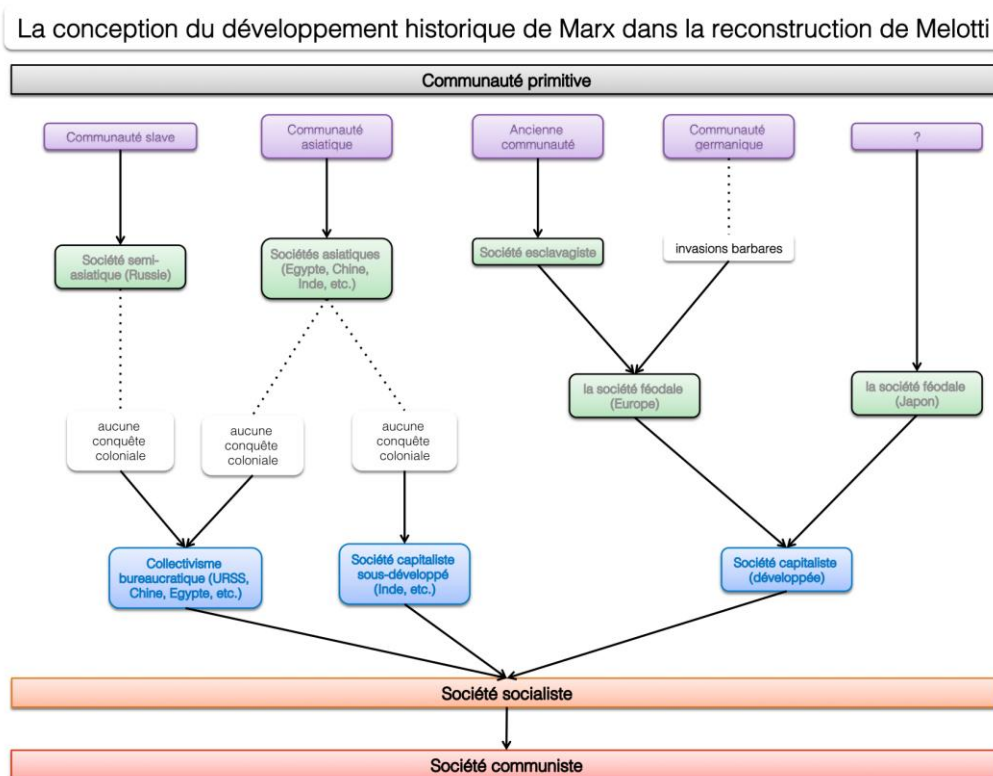 La conception du développement historique de Marx dans la reconstruction de Melotti
Communauté primitive
Communauté slave
Communauté
asiatique
Ancienne
communauté
Communauté
germanique
?
Société semi-
asiatique (Russie)
Sociétés asiatiques
(Egypte, Chine,
Inde, etc.)
Société esclavagiste
invasions barbares
la société féodale
(Europe)
la société féodale
(Japon)
aucune
conquête
coloniale
aucune
conquête
coloniale
aucune
conquête
coloniale
Collectivisme
bureaucratique (URSS,
Chine, Egypte, etc.)
Société capitaliste
sous-développé
(Inde, etc.)
Société capitaliste
(développée)
Société socialiste
Société communiste